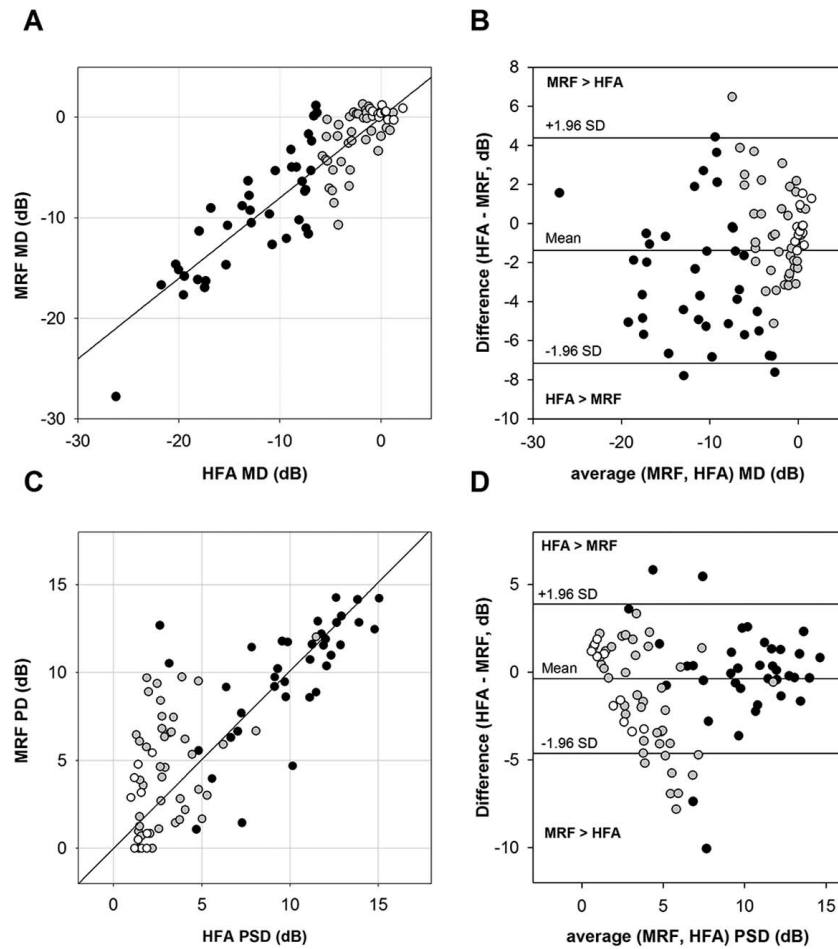 A
0
-10
-20
-30
MRF MD (dB)
-30
-20
-10
0
HFA MD (dB)
B
8
6
4
2
0
-2
-4
-6
-8
-10
Difference (HFA - MRF, dB)
MRF > HFA
+1.96 SD
Mean
-1.96 SD
HFA > MRF
-30
-20
-10
0
average (MRF, HFA) MD (dB)
C
15
10
5
0
MRF PD (dB)
0
5
10
15
HFA PSD (dB)
D
5
0
-5
-10
Difference (HFA - MRF, dB)
HFA > MRF
+1.96 SD
Mean
-1.96 SD
MRF > HFA
0
5
10
15
average (MRF, HFA) PSD (dB)